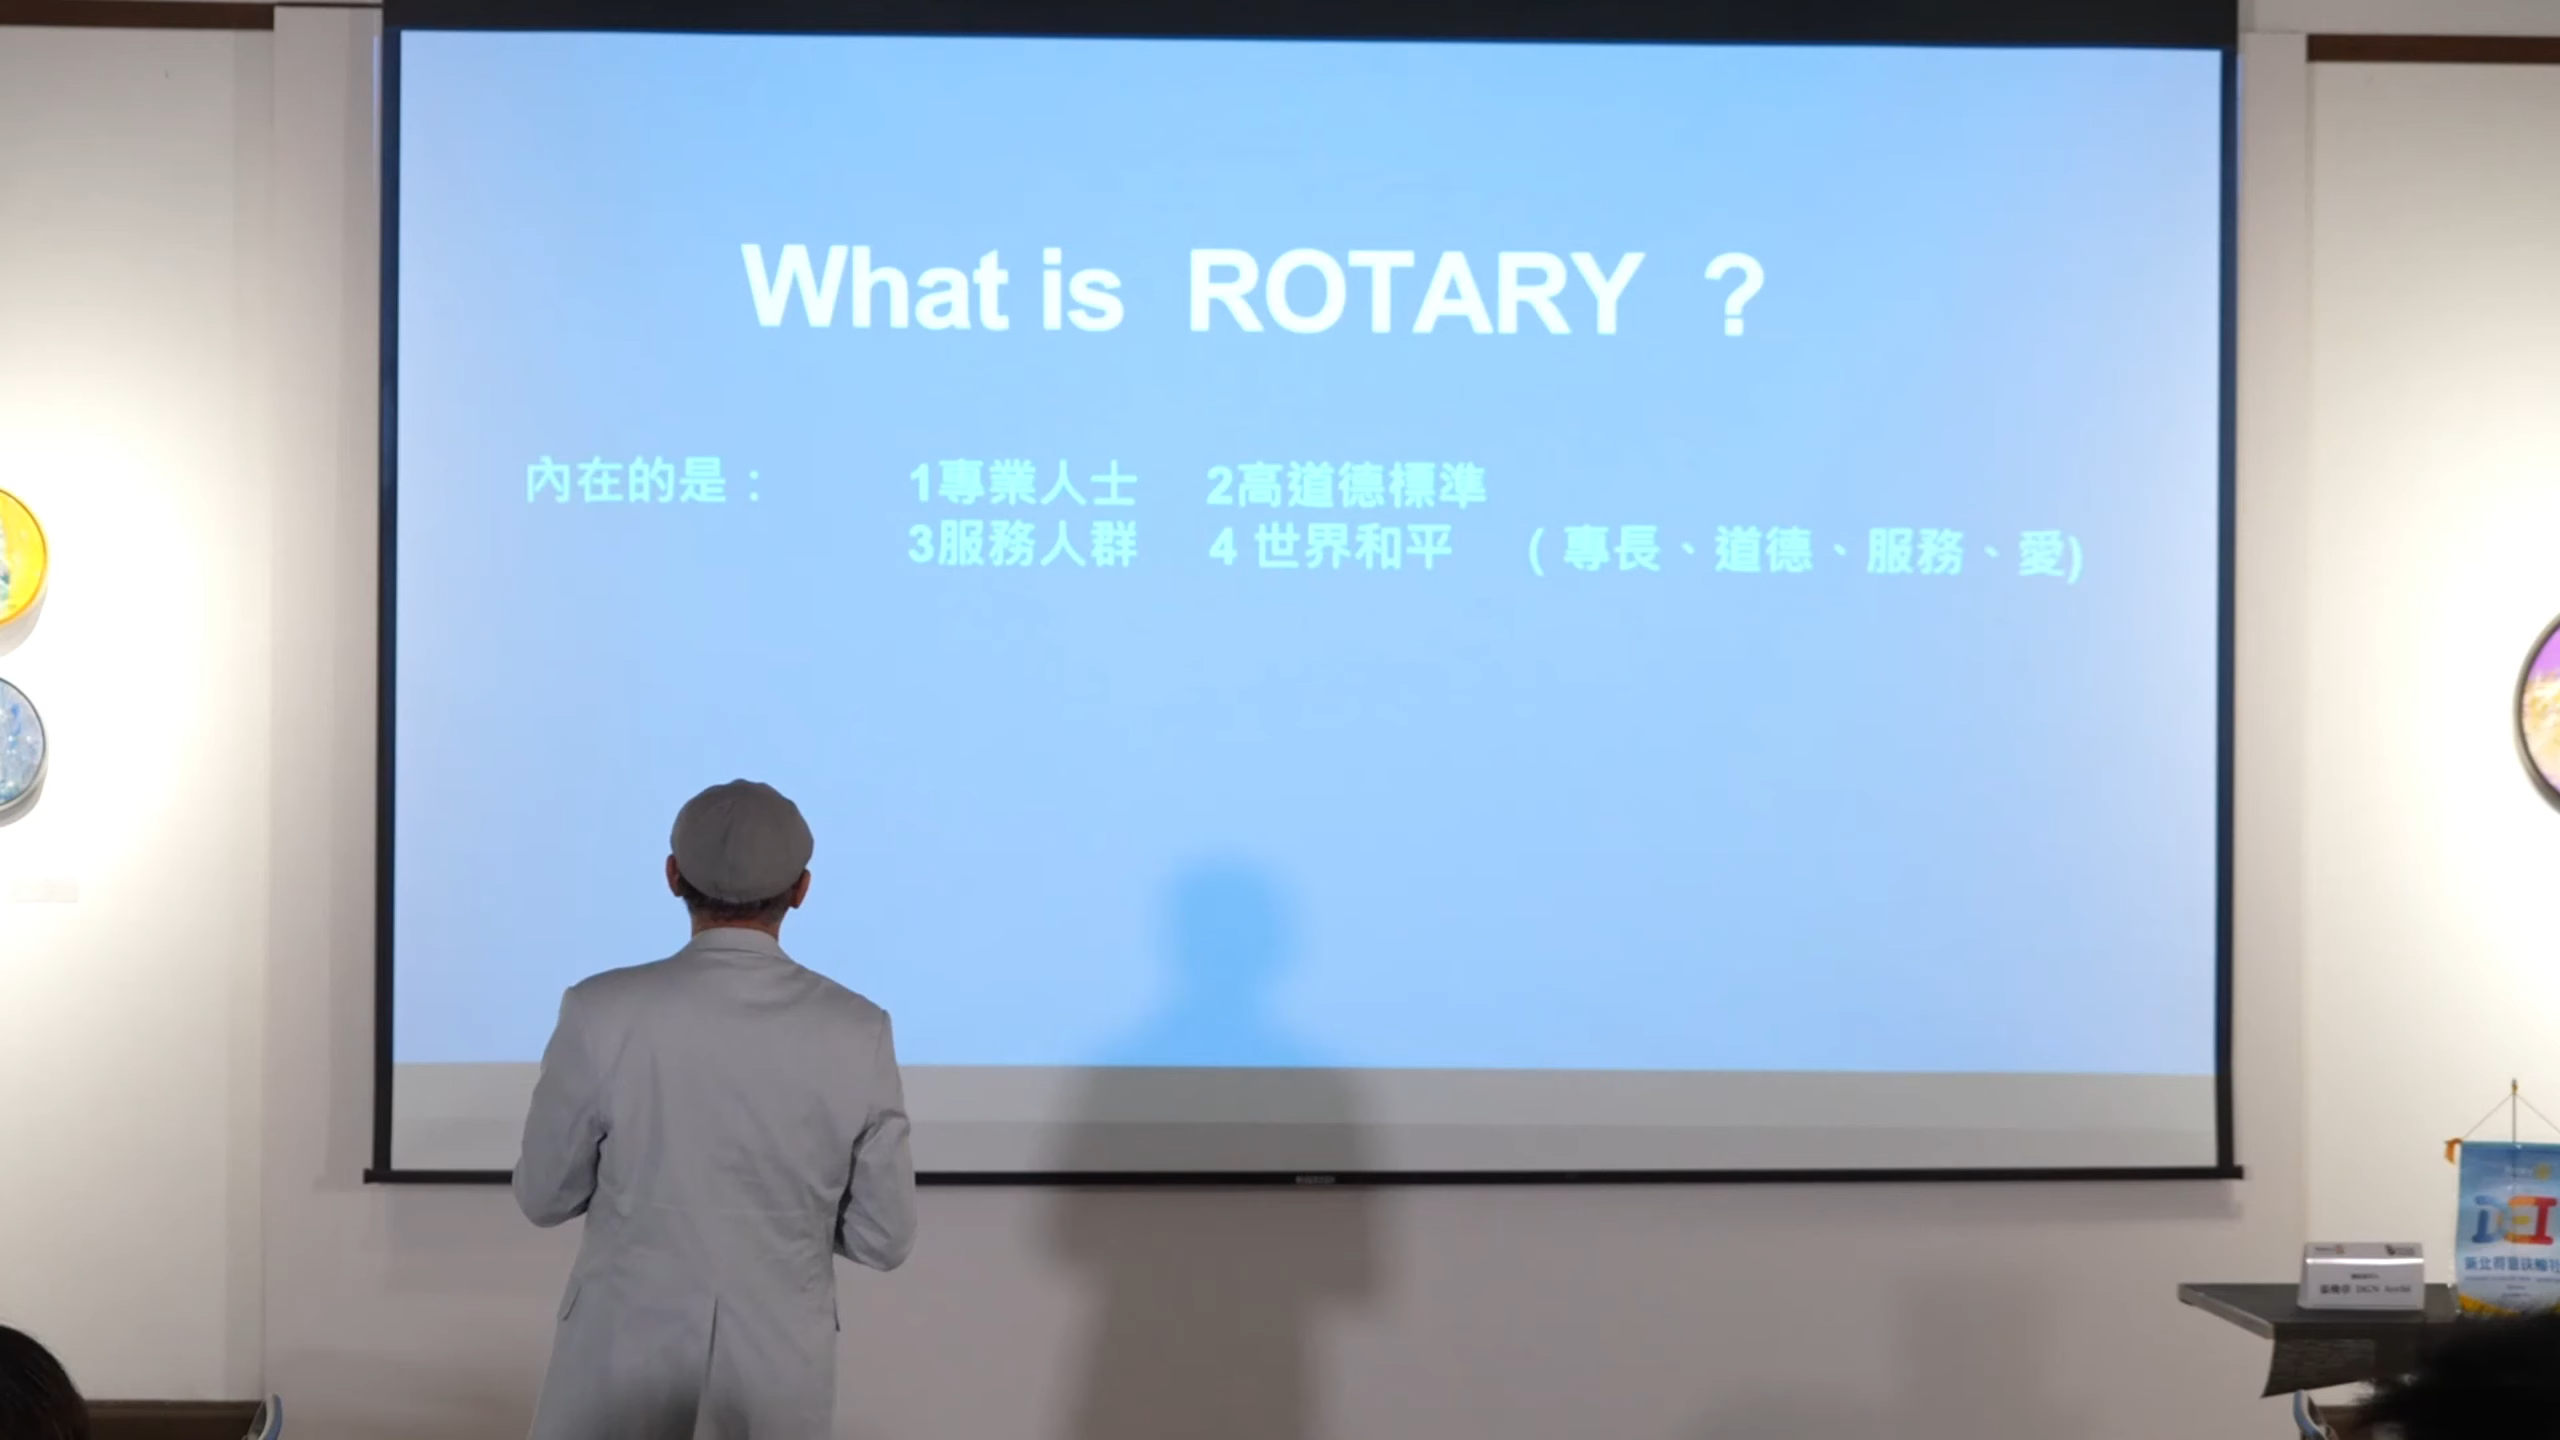 What is ROTARY ?
內在的是： 1專業人士 2高道德標準
3服務人群 4 世界和平 ( 專長、道德、服務、愛)
DEI